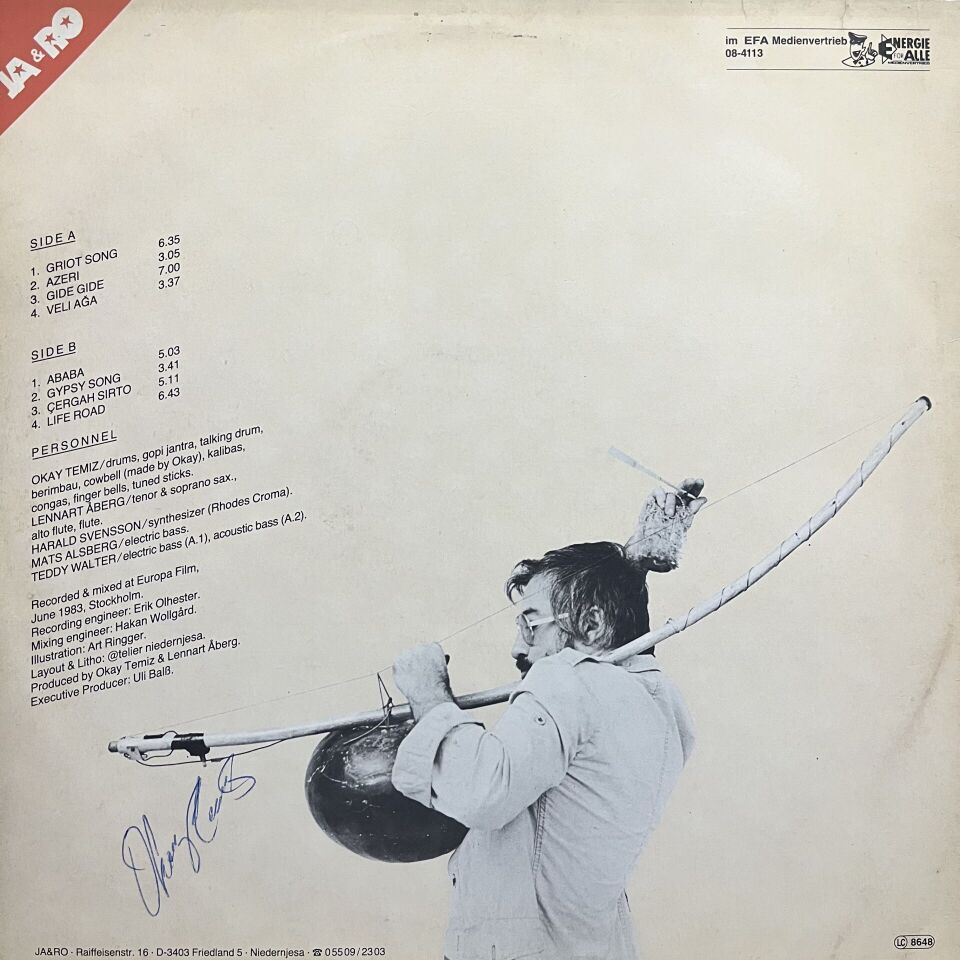 JA & RO
im EFA Medienvertrieb
08-4113
ENERGIE
FÜR ALLE
MEDIENVERTRIEB
SIDE A
1. GRIOT SONG 6.35
2. AZERI 3.05
3. GIDE GIDE 7.00
4. VELI AĞA 3.37
SIDE B
1. ABABA 5.03
2. GYPSY SONG 3.41
3. ÇERGAH SIRTO 5.11
4. LIFE ROAD 6.43
PERSONNEL
OKAY TEMIZ/drums, gopi jantra, talking drum,
berimbau, cowbell (made by Okay), kalibas,
congas, finger bells, tuned sticks.
LENNART ÅBERG/tenor & soprano sax.,
alto flute, flute.
HARALD SVENSSON/synthesizer (Rhodes Croma).
MATS ALSBERG/electric bass.
TEDDY WALTER/electric bass (A.1), acoustic bass (A.2).
Recorded & mixed at Europa Film,
June 1983, Stockholm.
Recording engineer: Erik Olhester.
Mixing engineer: Hakan Wollgård.
Illustration: Art Ringger.
Layout & Litho: @telier niedernjesa.
Produced by Okay Temiz & Lennart Åberg.
Executive Producer: Uli Balß.
Okay Temiz
JA&RO · Raiffeisenstr. 16 · D-3403 Friedland 5 · Niedernjesa · ☎ 05509/2303
LC 8648